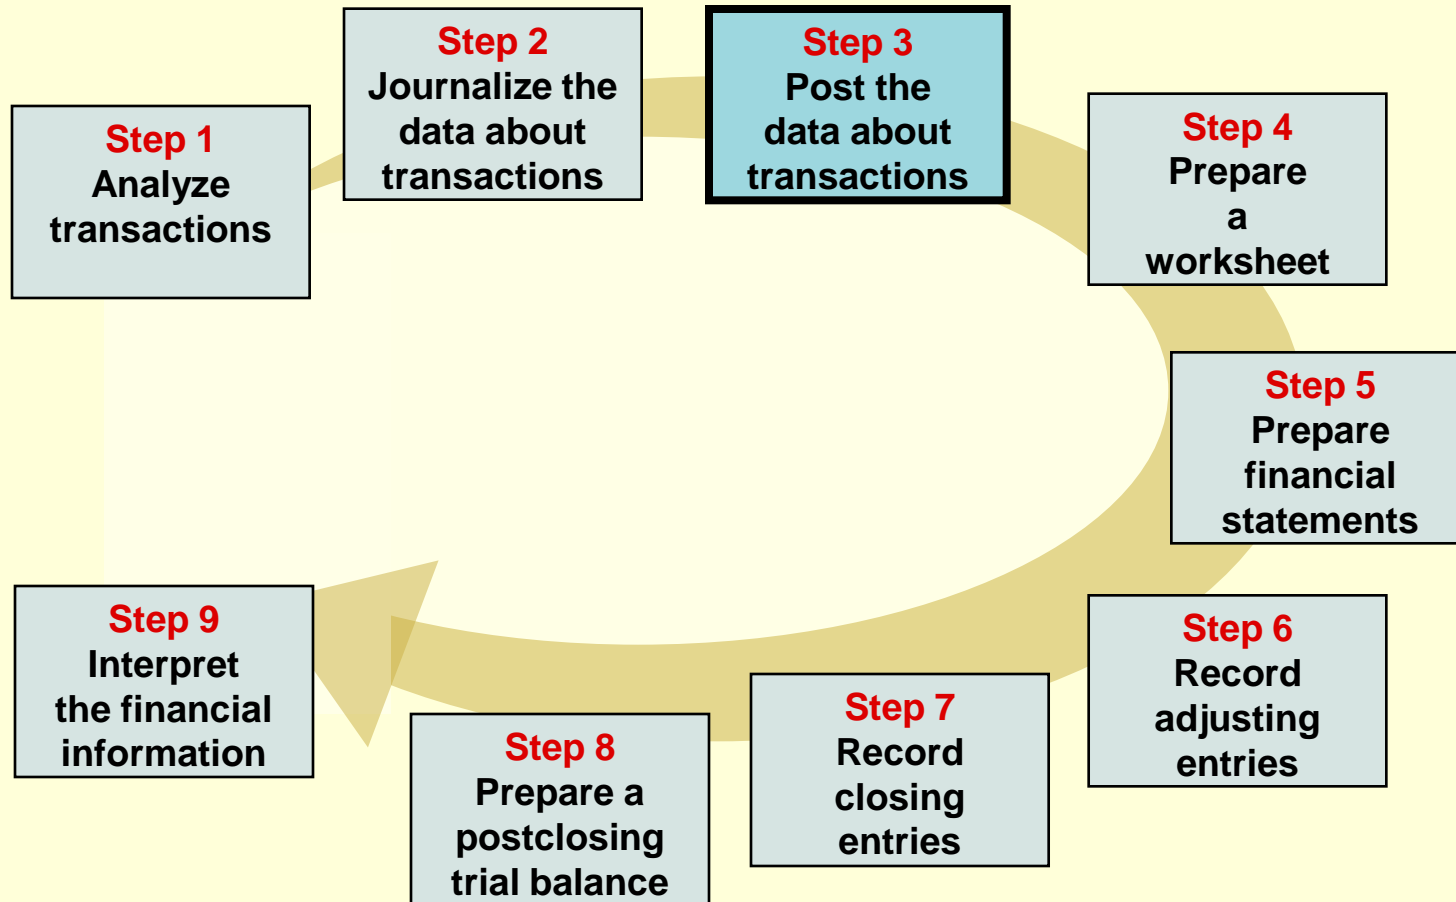 Step 1
Analyze
transactions
Step 2
Journalize the
data about
transactions
Step 3
Post the
data about
transactions
Step 4
Prepare
a
worksheet
Step 5
Prepare
financial
statements
Step 6
Record
adjusting
entries
Step 7
Record
closing
entries
Step 8
Prepare a
postclosing
trial balance
Step 9
Interpret
the financial
information